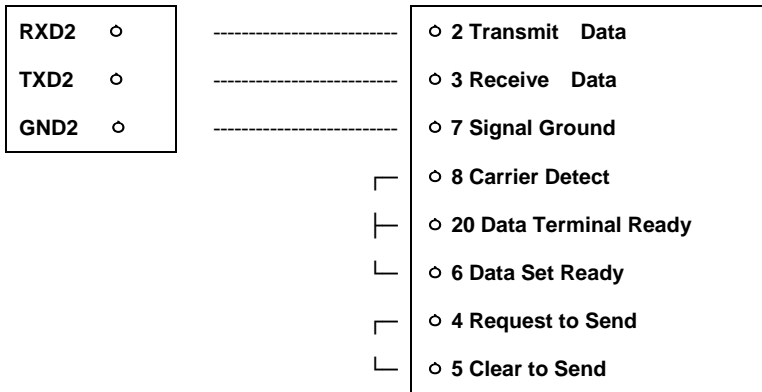 RXD2 2 Transmit Data
TXD2 3 Receive Data
GND2 7 Signal Ground
8 Carrier Detect
20 Data Terminal Ready
6 Data Set Ready
4 Request to Send
5 Clear to Send